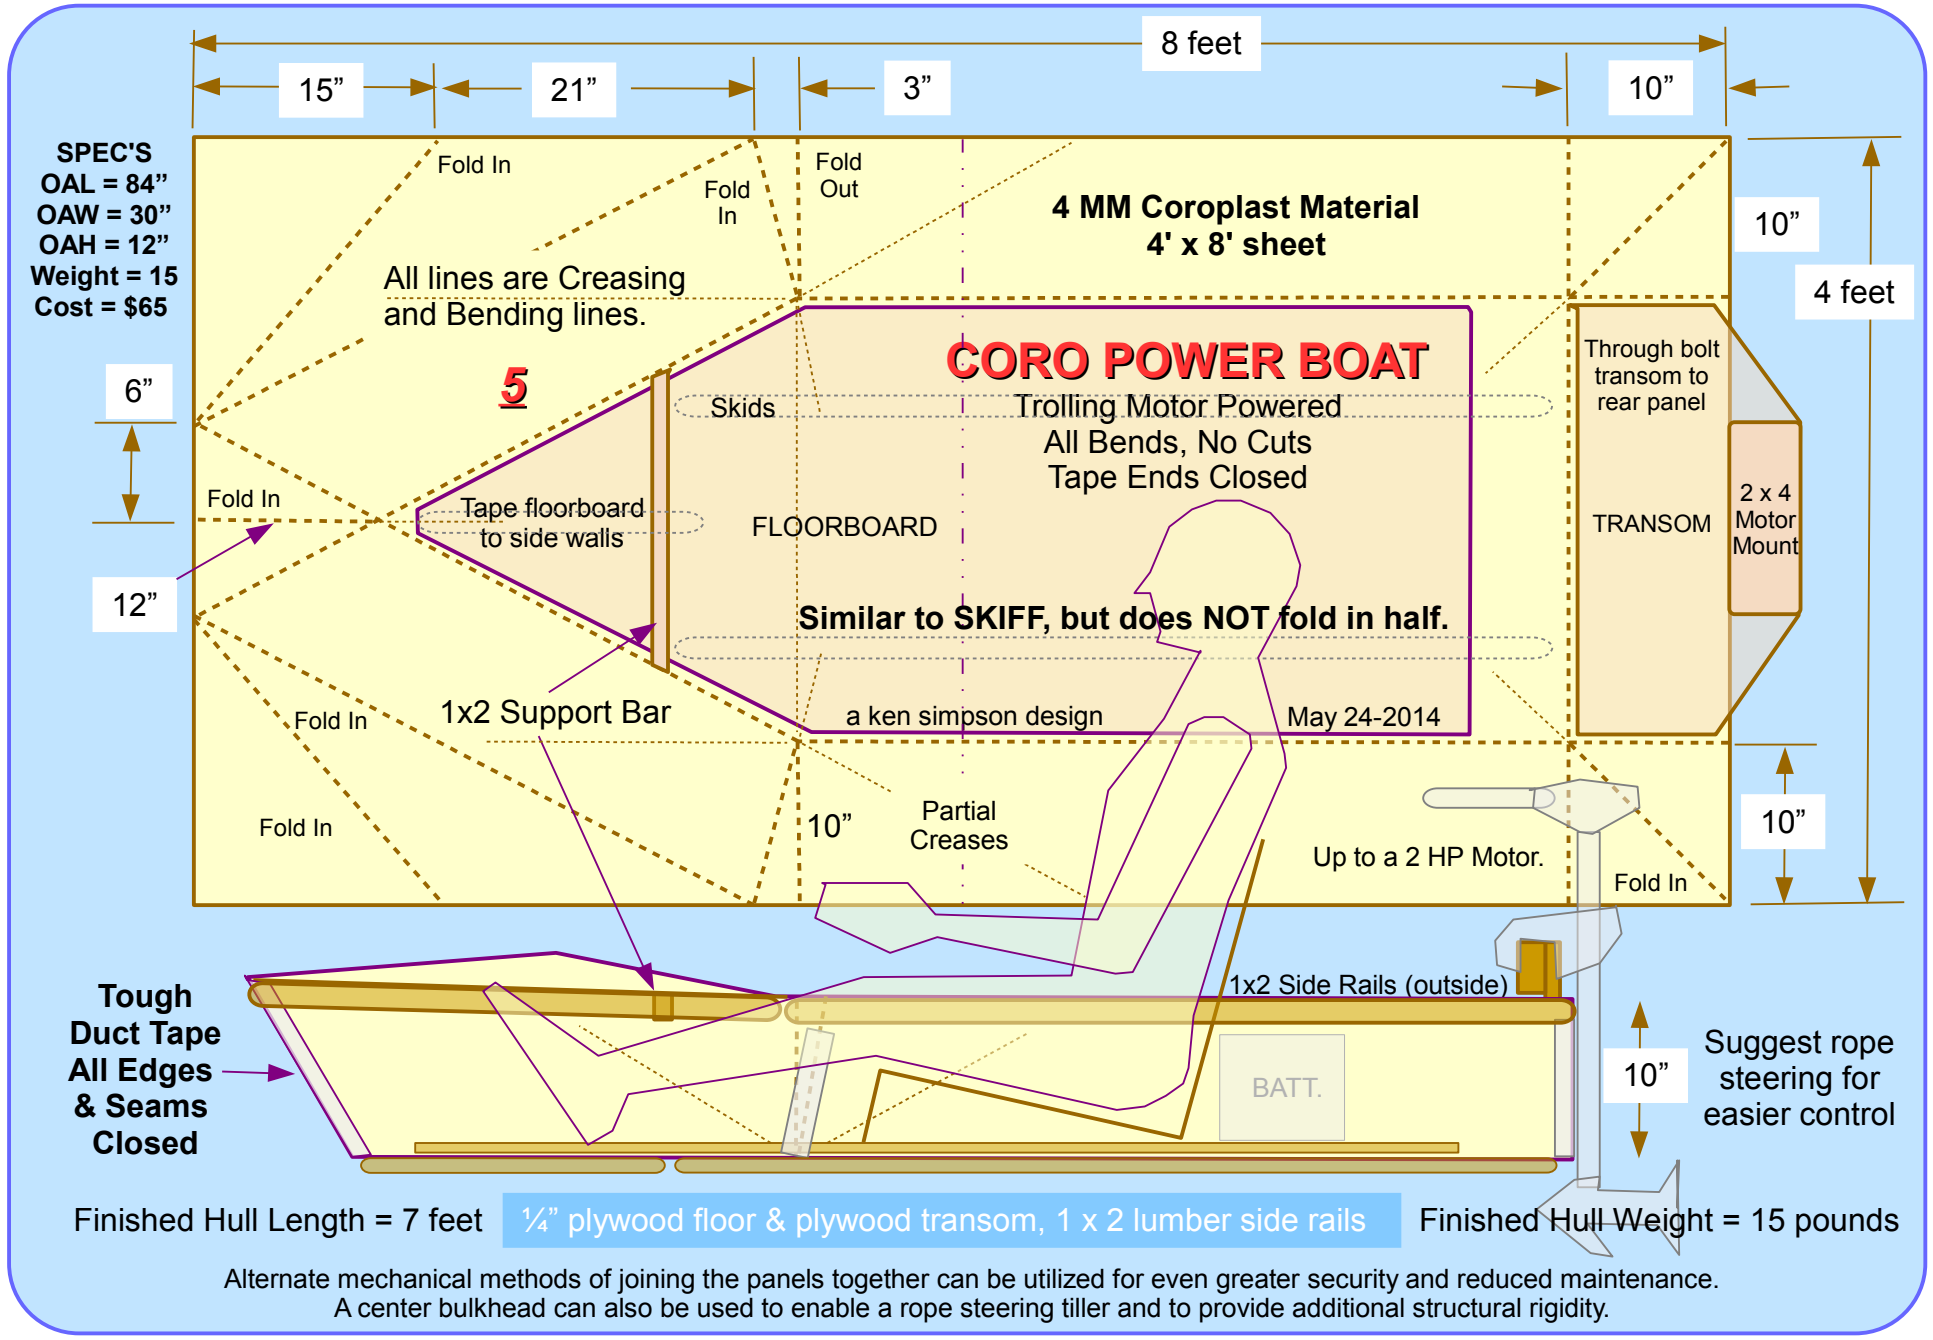 8 feet
15”
21”
3”
10”
SPEC'S
OAL = 84”
OAW = 30”
OAH = 12”
Weight = 15
Cost = $65
Fold In
Fold
In
Fold
Out
4 MM Coroplast Material
4' x 8' sheet
10”
4 feet
All lines are Creasing
and Bending lines.
5
6”
CORO POWER BOAT
Trolling Motor Powered
All Bends, No Cuts
Tape Ends Closed
Skids
Through bolt
transom to
rear panel
Fold In
Tape floorboard
to side walls
FLOORBOARD
TRANSOM
2 x 4
Motor
Mount
12”
Similar to SKIFF, but does NOT fold in half.
Fold In
1x2 Support Bar
a ken simpson design
May 24-2014
Fold In
10”
Partial
Creases
Up to a 2 HP Motor.
Fold In
10”
Tough
Duct Tape
All Edges
& Seams
Closed
1x2 Side Rails (outside)
BATT.
10”
Suggest rope
steering for
easier control
Finished Hull Length = 7 feet
¼” plywood floor & plywood transom, 1 x 2 lumber side rails
Finished Hull Weight = 15 pounds
Alternate mechanical methods of joining the panels together can be utilized for even greater security and reduced maintenance.
A center bulkhead can also be used to enable a rope steering tiller and to provide additional structural rigidity.